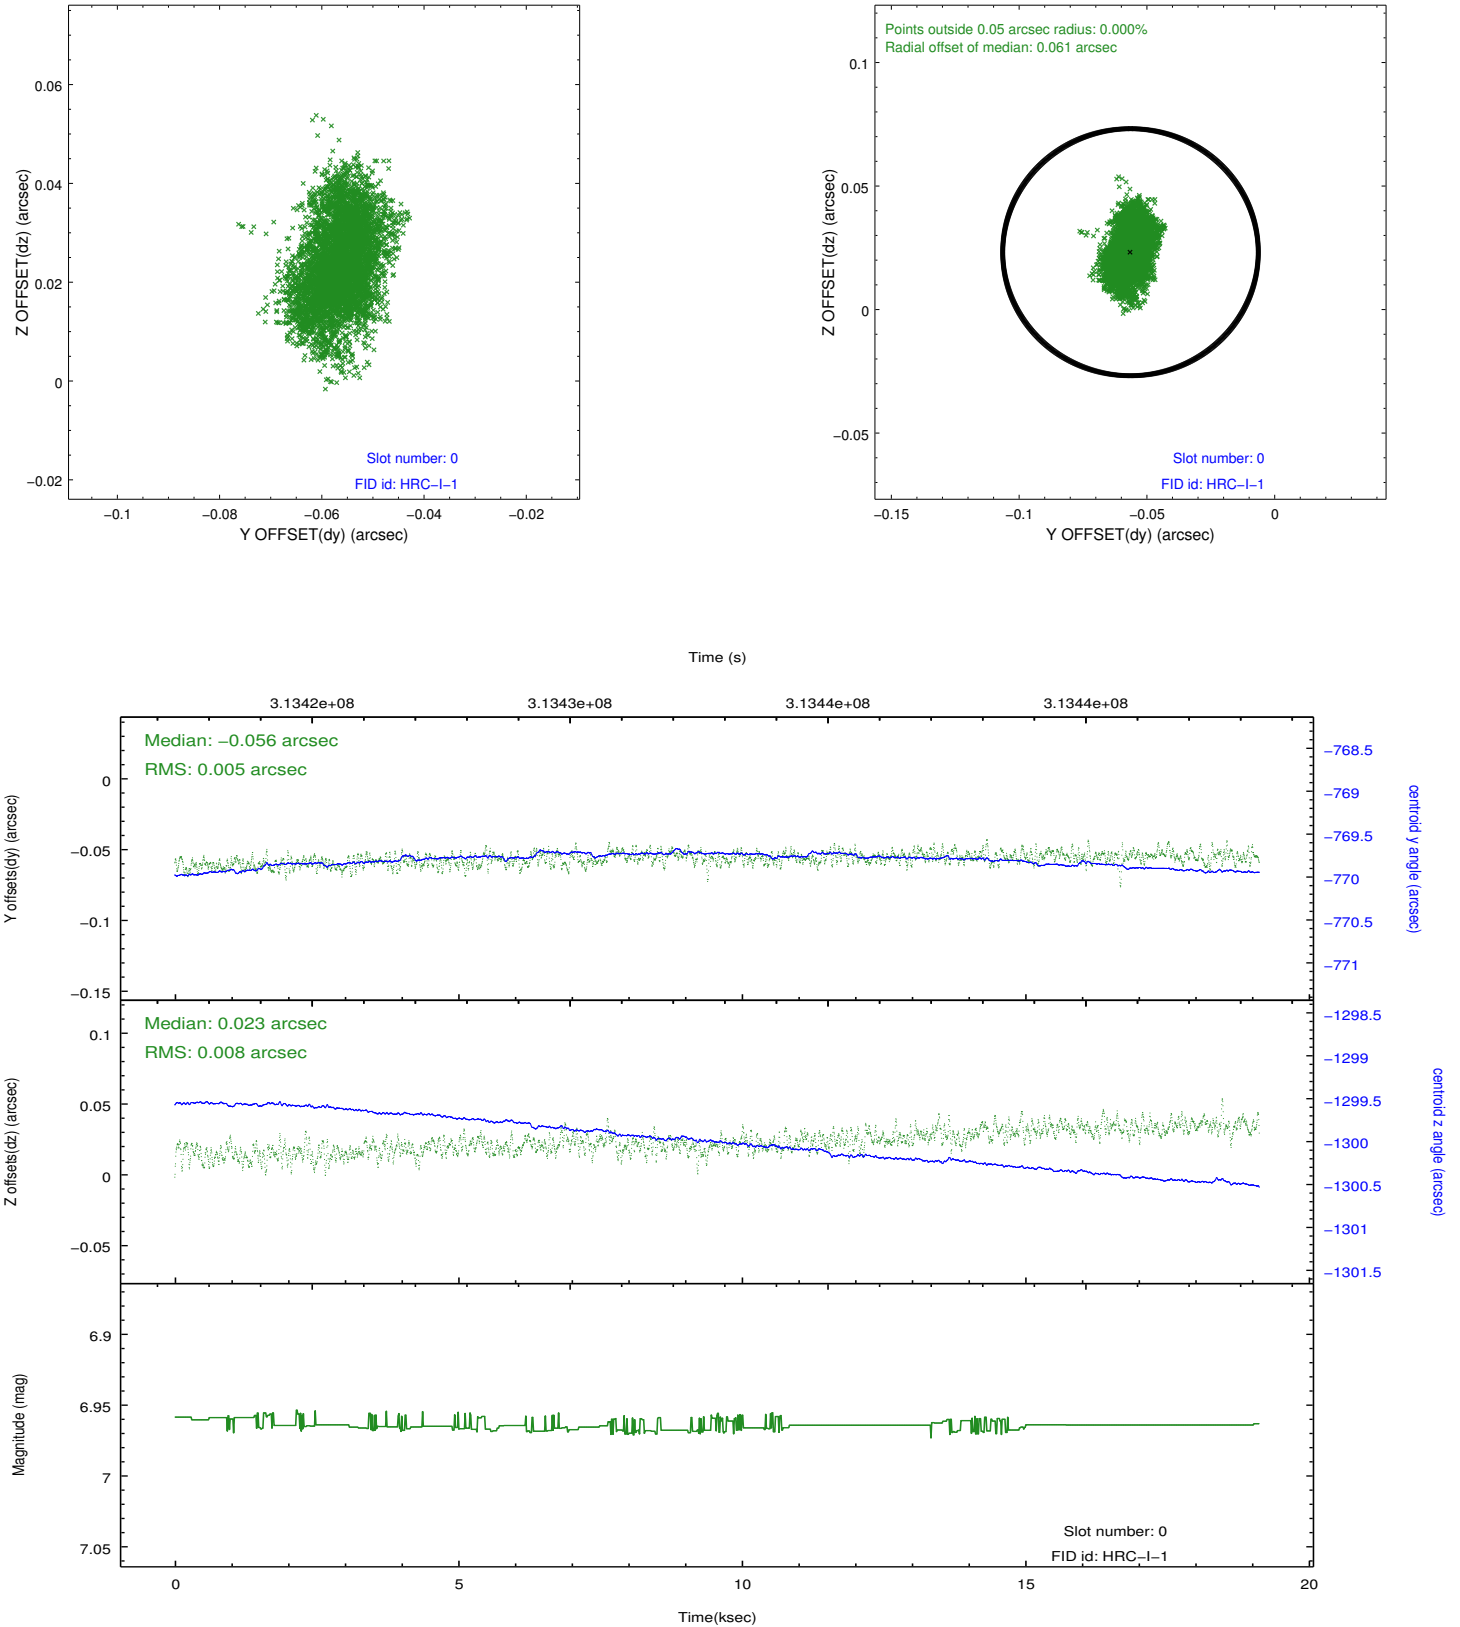 0.06
0.04
0.02
0
−0.02
−0.1
−0.08
−0.06
−0.04
−0.02
Z OFFSET(dz) (arcsec)
Y OFFSET(dy) (arcsec)
Slot number: 0
FID id: HRC−I−1
Points outside 0.05 arcsec radius: 0.000%
Radial offset of median: 0.061 arcsec
0.1
0.05
0
−0.05
−0.15
−0.1
−0.05
0
Z OFFSET(dz) (arcsec)
Y OFFSET(dy) (arcsec)
Slot number: 0
FID id: HRC−I−1
Time (s)
3.1342e+08
3.1343e+08
3.1344e+08
3.1344e+08
Median: −0.056 arcsec
RMS: 0.005 arcsec
0
−0.05
−0.1
−0.15
Y offsets(dy) (arcsec)
−768.5
−769
−769.5
−770
−770.5
−771
centroid y angle (arcsec)
Median: 0.023 arcsec
RMS: 0.008 arcsec
0.1
0.05
0
−0.05
Z offsets(dz) (arcsec)
−1298.5
−1299
−1299.5
−1300
−1300.5
−1301
−1301.5
centroid z angle (arcsec)
6.9
6.95
7
7.05
Magnitude (mag)
Slot number: 0
FID id: HRC−I−1
0
5
10
15
20
Time(ksec)